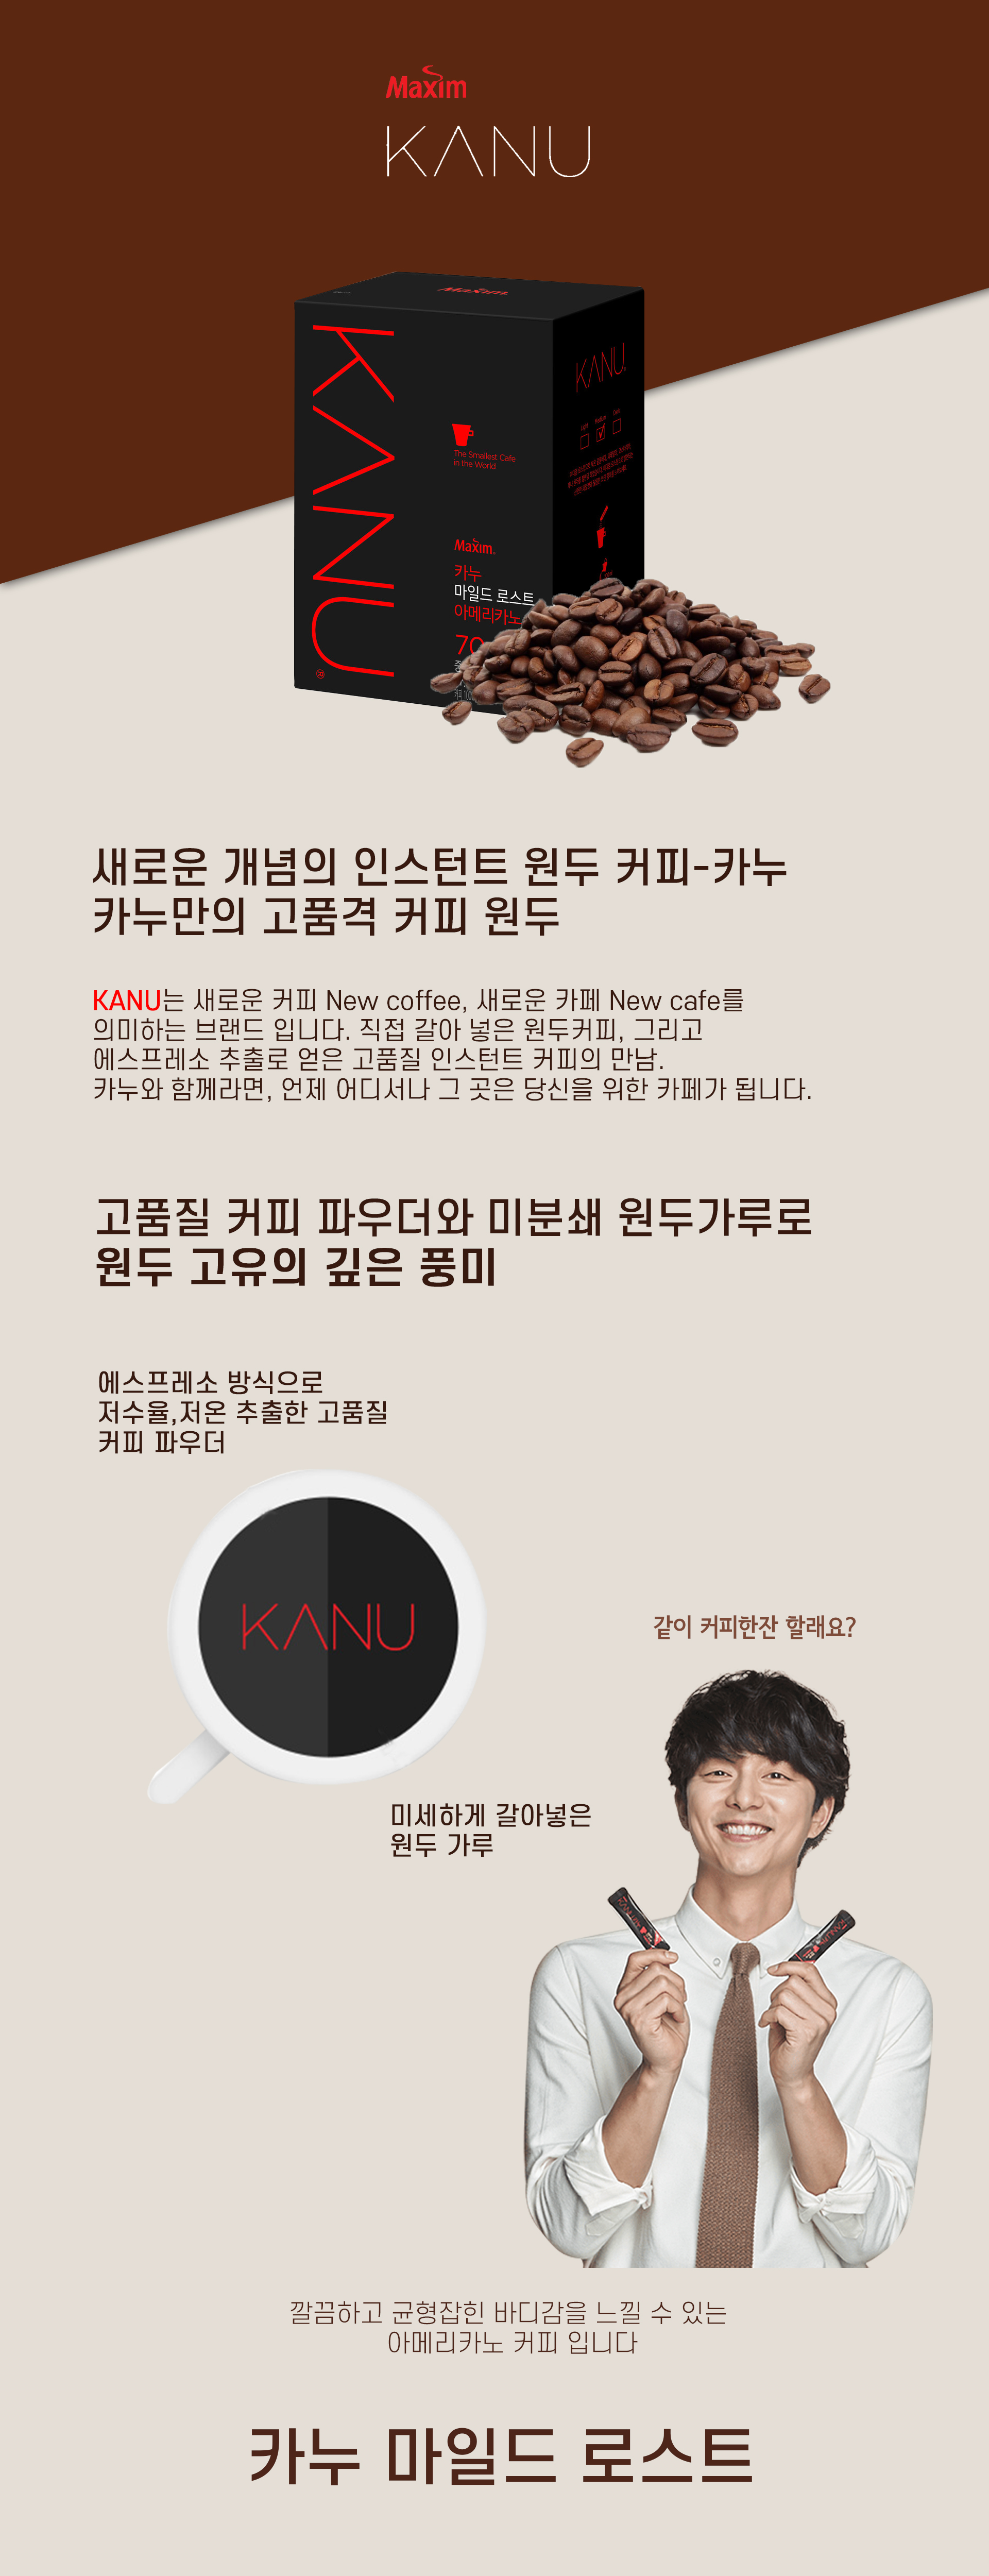 Maxim
KANU
Maxim
KANU
KANU
Light
Medium
Dark
The Smallest Cafe
in the World
Maxim.
카누
마일드 로스트
아메리카노
70
새로운 개념의 인스턴트 원두 커피-카누
카누만의 고품격 커피 원두
KANU는 새로운 커피 New coffee, 새로운 카페 New cafe를
의미하는 브랜드 입니다. 직접 갈아 넣은 원두커피, 그리고
에스프레소 추출로 얻은 고품질 인스턴트 커피의 만남.
카누와 함께라면, 언제 어디서나 그 곳은 당신을 위한 카페가 됩니다.
고품질 커피 파우더와 미분쇄 원두가루로
원두 고유의 깊은 풍미
에스프레소 방식으로
저수율,저온 추출한 고품질
커피 파우더
KANU
같이 커피한잔 할래요?
미세하게 갈아넣은
원두 가루
KANU
KANU
깔끔하고 균형잡힌 바디감을 느낄 수 있는
아메리카노 커피 입니다
카누 마일드 로스트